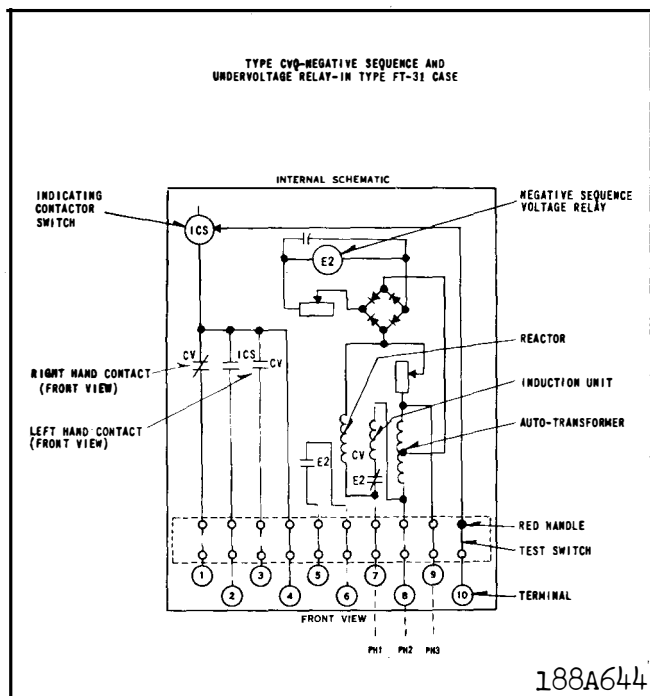 TYPE CVQ-NEGATIVE SEQUENCE AND
UNDERVOLTAGE RELAY-IN TYPE FT-31 CASE
INTERNAL SCHEMATIC
INDICATING
CONTACTOR
SWITCH
ICS
NEGATIVE SEQUENCE
VOLTAGE RELAY
E2
REACTOR
CV
ICS
CV
RIGHT HAND CONTACT
(FRONT VIEW)
INDUCTION UNIT
LEFT HAND CONTACT
(FRONT VIEW)
AUTO-TRANSFORMER
E2
CV
E2
RED HANDLE
TEST SWITCH
1
3
5
7
9
2
4
6
8
10
TERMINAL
FRONT VIEW
PH1
PH2
PH3
188A644